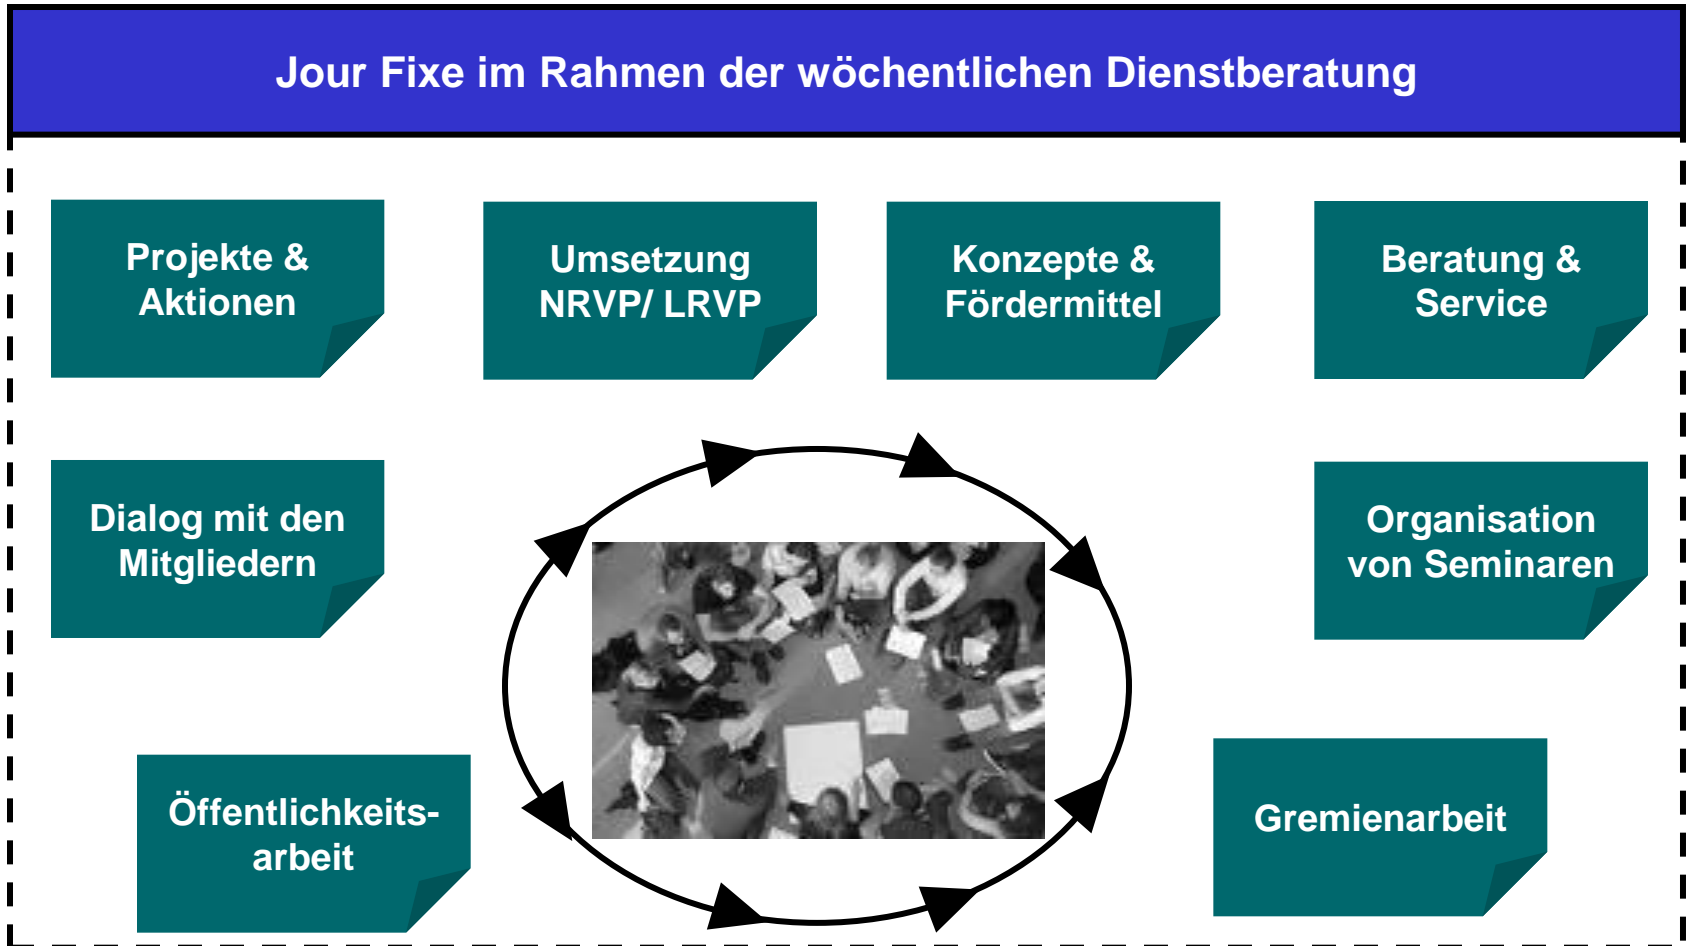 Jour Fixe im Rahmen der wöchentlichen Dienstberatung
Projekte &
Aktionen
Umsetzung
NRVP/ LRVP
Konzepte &
Fördermittel
Beratung &
Service
Dialog mit den
Mitgliedern
Organisation
von Seminaren
Öffentlichkeits-
arbeit
Gremienarbeit